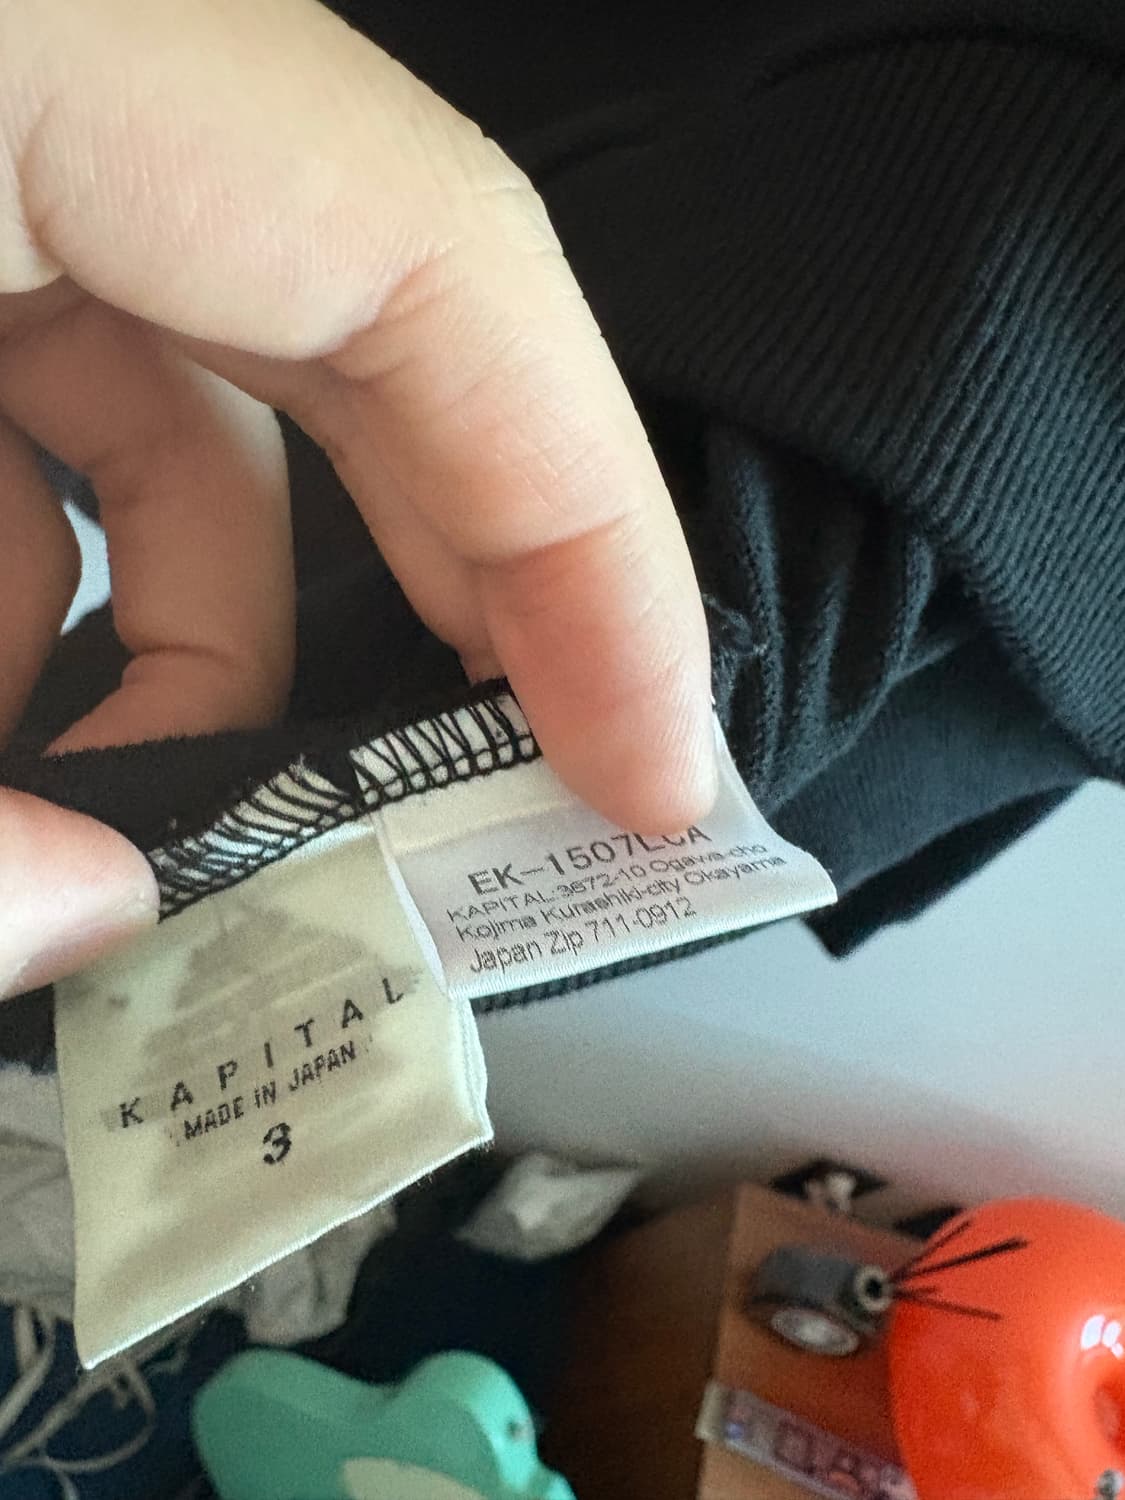 EK-1507LCA
KAPITAL.3672-10 Ogawa-cho
Kojima Kurashiki-city Okayama
Japan Zip 711-0912
KAPITAL
MADE IN JAPAN
3